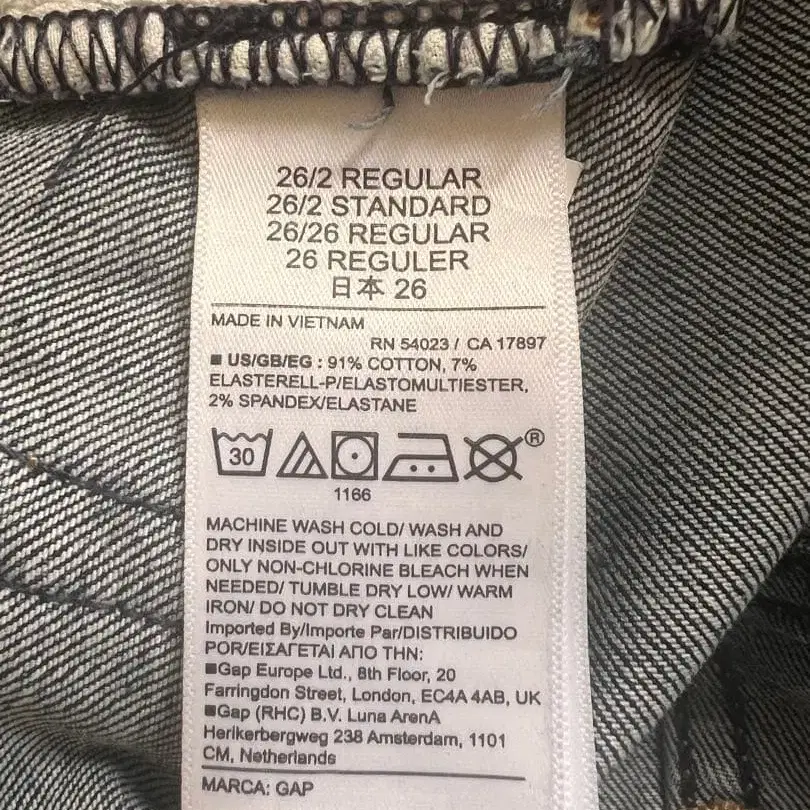 26/2 REGULAR
26/2 STANDARD
26/26 REGULAR
26 REGULER
日本 26
MADE IN VIETNAM
RN 54023 / CA 17897
■ US/GB/EG : 91% COTTON, 7%
ELASTERELL-P/ELASTOMULTIESTER,
2% SPANDEX/ELASTANE
30
®
1166
MACHINE WASH COLD/ WASH AND
DRY INSIDE OUT WITH LIKE COLORS/
ONLY NON-CHLORINE BLEACH WHEN
NEEDED/ TUMBLE DRY LOW/ WARM
IRON/ DO NOT DRY CLEAN
Imported By/Importe Par/DISTRIBUIDO
POR/ΕΙΣΑΓΕΤΑΙ ΑΠΟ ΤΗΝ:
■Gap Europe Ltd., 8th Floor, 20
Farringdon Street, London, EC4A 4AB, UK
■Gap (RHC) B.V. Luna ArenA
Herikerbergweg 238 Amsterdam, 1101
CM, Netherlands
MARCA: GAP